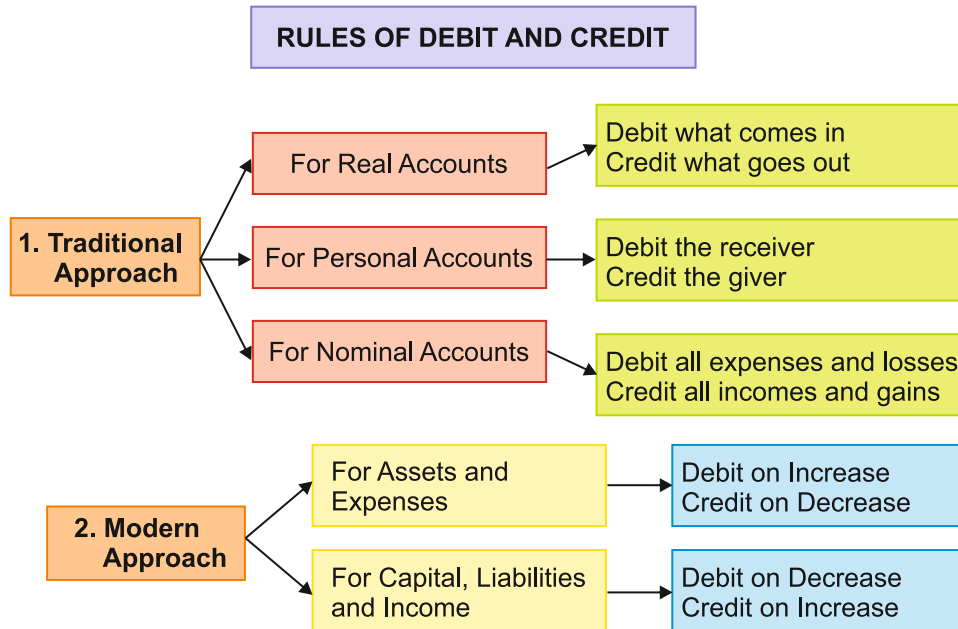 RULES OF DEBIT AND CREDIT
1. Traditional
Approach
For Real Accounts
Debit what comes in
Credit what goes out
For Personal Accounts
Debit the receiver
Credit the giver
For Nominal Accounts
Debit all expenses and losses
Credit all incomes and gains
2. Modern
Approach
For Assets and
Expenses
Debit on Increase
Credit on Decrease
For Capital, Liabilities
and Income
Debit on Decrease
Credit on Increase